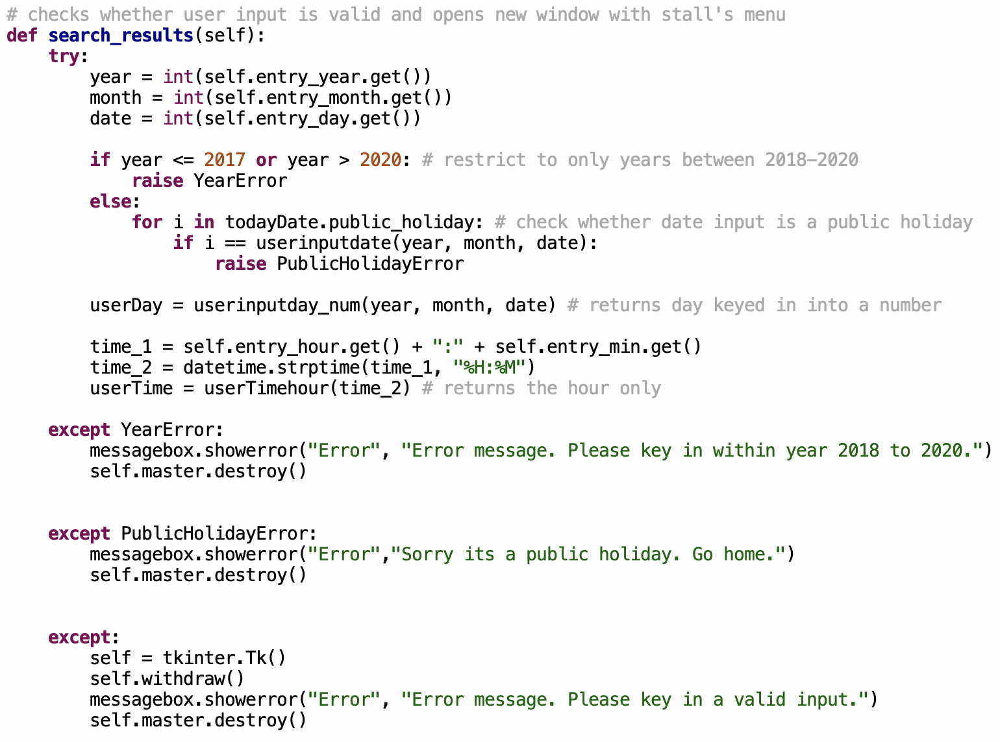 # checks whether user input is valid and opens new window with stall's menu
def search_results(self):
    try:
        year = int(self.entry_year.get())
        month = int(self.entry_month.get())
        date = int(self.entry_day.get())

        if year <= 2017 or year > 2020: # restrict to only years between 2018–2020
            raise YearError
        else:
            for i in todayDate.public_holiday: # check whether date input is a public holiday
                if i == userinputdate(year, month, date):
                    raise PublicHolidayError

        userDay = userinputday_num(year, month, date) # returns day keyed in into a number

        time_1 = self.entry_hour.get() + ":" + self.entry_min.get()
        time_2 = datetime.strptime(time_1, "%H:%M")
        userTime = userTimehour(time_2) # returns the hour only

    except YearError:
        messagebox.showerror("Error", "Error message. Please key in within year 2018 to 2020.")
        self.master.destroy()


    except PublicHolidayError:
        messagebox.showerror("Error","Sorry its a public holiday. Go home.")
        self.master.destroy()


    except:
        self = tkinter.Tk()
        self.withdraw()
        messagebox.showerror("Error", "Error message. Please key in a valid input.")
        self.master.destroy()